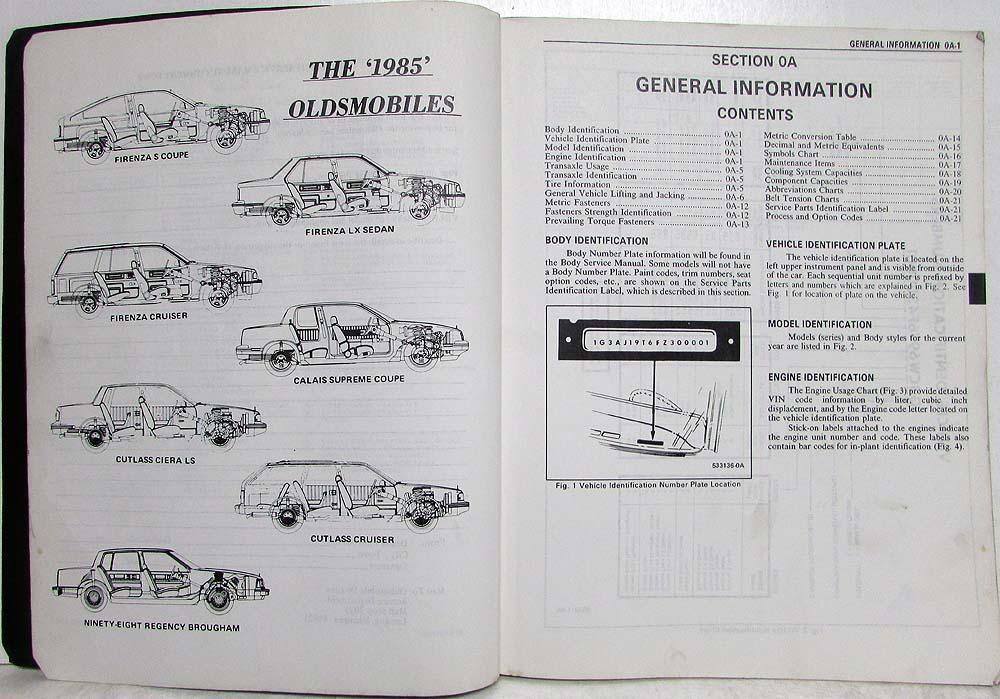 THE '1985'
OLDSMOBILES
FIRENZA S COUPE
FIRENZA LX SEDAN
FIRENZA CRUISER
CALAIS SUPREME COUPE
CUTLASS CIERA LS
CUTLASS CRUISER
NINETY-EIGHT REGENCY BROUGHAM
GENERAL INFORMATION 0A-1
SECTION 0A
GENERAL INFORMATION
CONTENTS
Body Identification 0A-1
Vehicle Identification Plate 0A-1
Model Identification 0A-1
Engine Identification 0A-1
Transaxle Usage 0A-5
Transaxle Identification 0A-5
Tire Information 0A-5
General Vehicle Lifting and Jacking 0A-6
Metric Fasteners 0A-12
Fasteners Strength Identification 0A-12
Prevailing Torque Fasteners 0A-13
Metric Conversion Table 0A-14
Decimal and Metric Equivalents 0A-15
Symbols Chart 0A-16
Maintenance Items 0A-17
Cooling System Capacities 0A-18
Component Capacities 0A-19
Abbreviations Charts 0A-20
Belt Tension Charts 0A-21
Service Parts Identification Label 0A-21
Process and Option Codes 0A-21
BODY IDENTIFICATION
Body Number Plate information will be found in
the Body Service Manual. Some models will not have
a Body Number Plate. Paint codes, trim numbers, seat
option codes, etc., are shown on the Service Parts
Identification Label, which is described in this section.
1G3AJ19T6FZ300001
533136-0A
Fig. 1 Vehicle Identification Number Plate Location
VEHICLE IDENTIFICATION PLATE
The vehicle identification plate is located on the
left upper instrument panel and is visible from outside
of the car. Each sequential unit number is prefixed by
letters and numbers which are explained in Fig. 2. See
Fig. 1 for location of plate on the vehicle.
MODEL IDENTIFICATION
Models (series) and Body styles for the current
year are listed in Fig. 2.
ENGINE IDENTIFICATION
The Engine Usage Chart (Fig. 3) provide detailed
VIN code information by liter, cubic inch
displacement, and by the Engine code letter located on
the vehicle identification plate.
Stick-on labels attached to the engines indicate
the engine unit number and code. These labels also
contain bar codes for in-plant identification (Fig. 4).